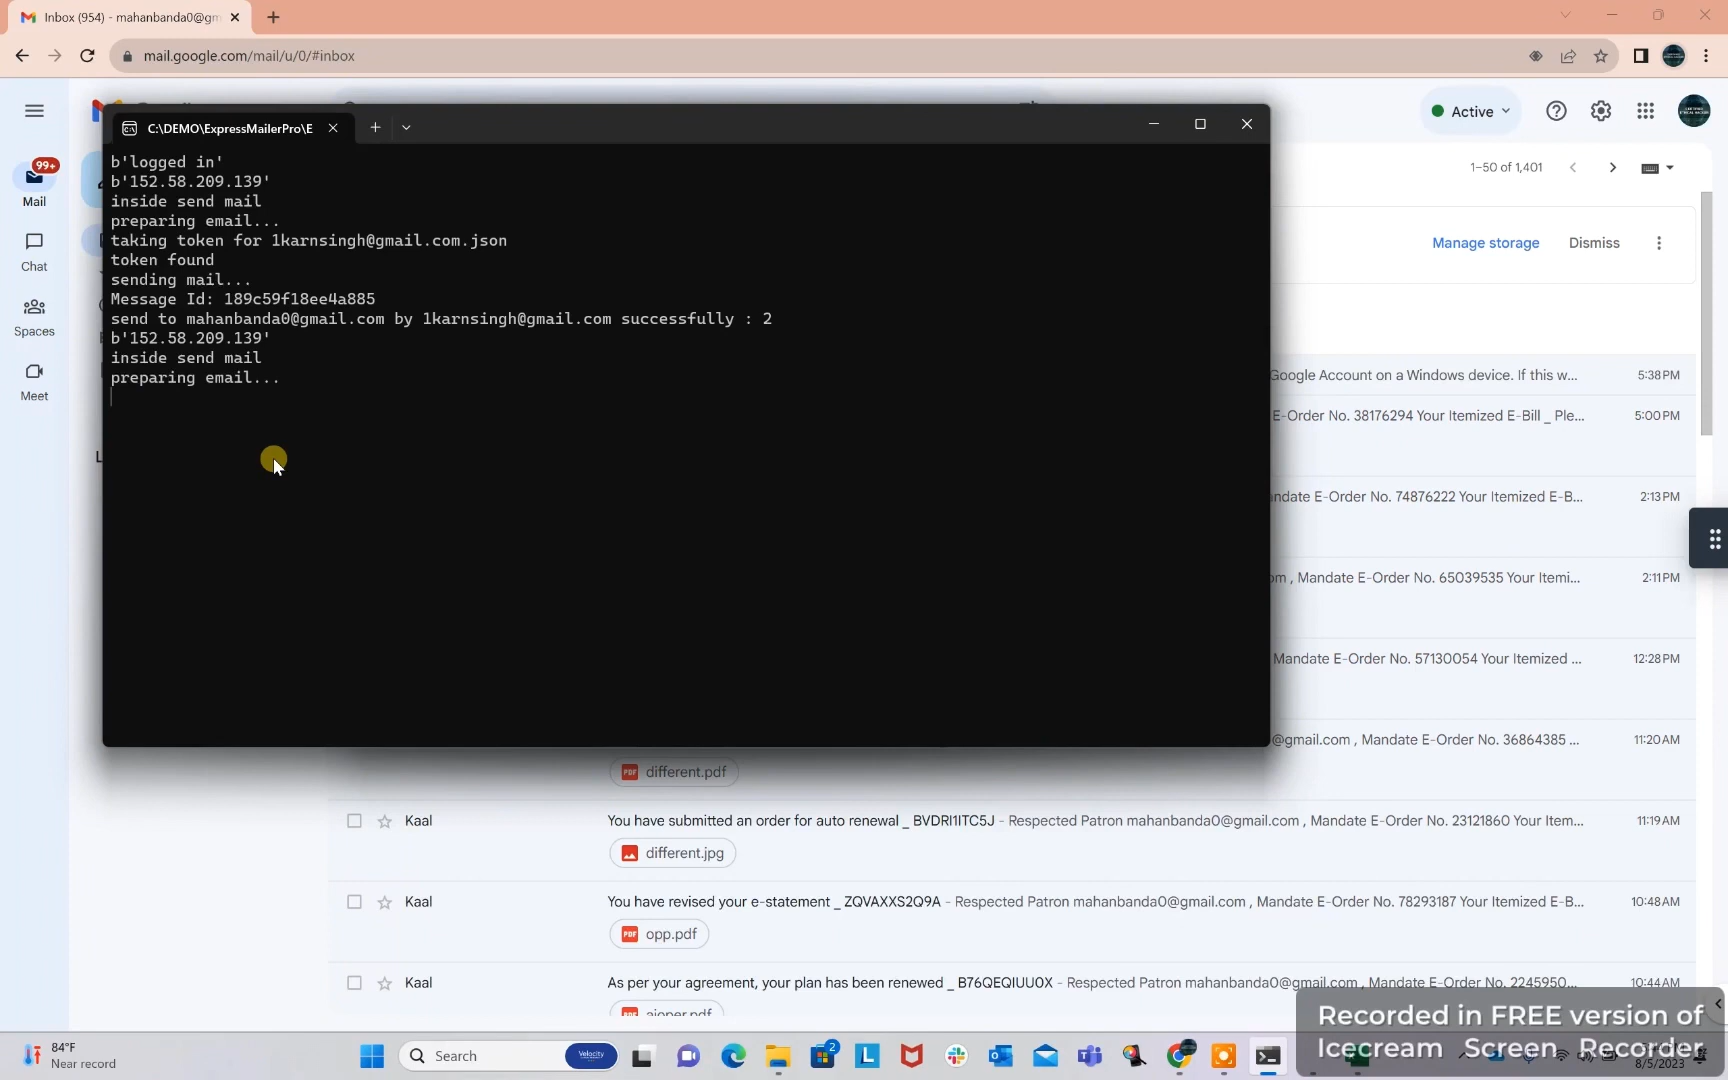 Inbox (954) - mahanbanda0@gm
mail.google.com/mail/u/0/#inbox
Active
99+
Mail
Chat
Spaces
Meet
C:\DEMO\ExpressMailerPro\E
b'logged in'
b'152.58.209.139'
inside send mail
preparing email...
taking token for 1karnsingh@gmail.com.json
token found
sending mail...
Message Id: 189c59f18ee4a885
send to mahanbanda0@gmail.com by 1karnsingh@gmail.com successfully : 2
b'152.58.209.139'
inside send mail
preparing email...
1-50 of 1,401
Manage storage Dismiss
Google Account on a Windows device. If this w... 5:38 PM
E-Order No. 38176294 Your Itemized E-Bill _ Ple... 5:00 PM
E-Order No. 74876222 Your Itemized E-B... 2:13 PM
, Mandate E-Order No. 65039535 Your Itemi... 2:11 PM
Mandate E-Order No. 57130054 Your Itemized ... 12:28 PM
@gmail.com , Mandate E-Order No. 36864385 ... 11:20 AM
PDF different.pdf
Kaal You have submitted an order for auto renewal _ BVDRI1ITC5J - Respected Patron mahanbanda0@gmail.com , Mandate E-Order No. 23121860 Your Item... 11:19 AM
different.jpg
Kaal You have revised your e-statement _ ZQVAXXS2Q9A - Respected Patron mahanbanda0@gmail.com , Mandate E-Order No. 78293187 Your Itemized E-B... 10:48 AM
PDF opp.pdf
Kaal As per your agreement, your plan has been renewed _ B76QEQIUU0X - Respected Patron mahanbanda0@gmail.com , Mandate E-Order No. 2245950... 10:44 AM
Recorded in FREE version of
Icecream Screen Recorder
84°F
Near record
Search
Velocity
2
8/5/2023